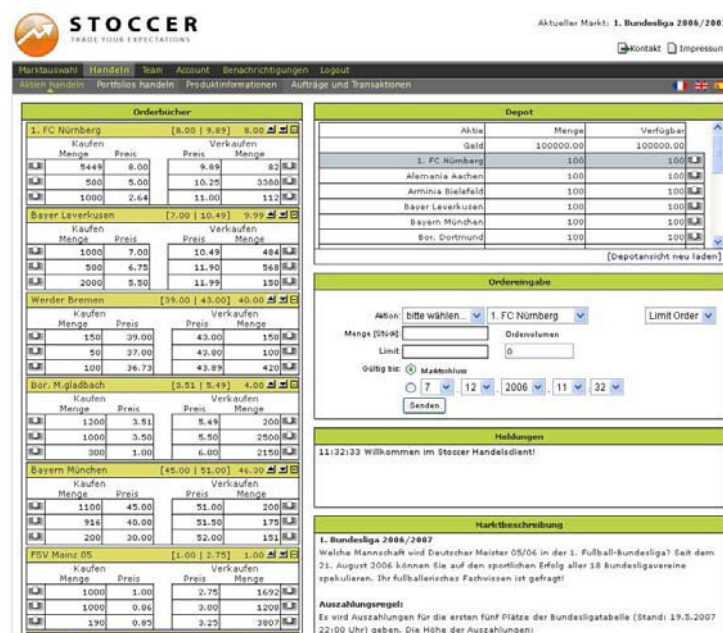 STOCCER
TRADE YOUR EXPECTATIONS
Aktueller Markt: 1. Bundesliga 2006/200
Kontakt Impressum
Marktauswahl Handeln Team Account Benachrichtigungen Logout
Aktien Handeln Portfolios handeln Produktinformationen Aufträge und Transaktionen
Orderbücher
1. FC Nürnberg [8.00 | 9.89] 8.00
Kaufen Verkaufen
Menge Preis Preis Menge
5449 8.00 9.89 82
500 5.00 10.25 3380
1000 2.64 11.00 112
Bayer Leverkusen [7.00 | 10.49] 9.99
Kaufen Verkaufen
Menge Preis Preis Menge
1000 7.00 10.49 484
500 6.75 11.90 568
2000 5.50 11.99 150
Werder Bremen [39.00 | 43.00] 40.00
Kaufen Verkaufen
Menge Preis Preis Menge
150 39.00 43.00 150
50 37.00 43.80 100
100 36.73 43.89 420
Bor. M.gladbach [3.51 | 5.49] 4.00
Kaufen Verkaufen
Menge Preis Preis Menge
1200 3.51 5.49 200
1000 3.50 5.50 2500
300 1.00 6.00 2150
Bayern München [45.00 | 51.00] 46.00
Kaufen Verkaufen
Menge Preis Preis Menge
1100 45.00 51.00 200
916 40.00 51.50 175
200 30.00 52.00 151
FSV Mainz 05 [1.00 | 2.75] 1.00
Kaufen Verkaufen
Menge Preis Preis Menge
1000 1.00 2.75 1692
1000 0.86 3.00 1200
190 0.85 3.25 3807
Depot
Aktie Menge Verfügbar
Geld 100000.00 100000.00
1. FC Nürnberg 100 100
Alemania Aachen 100 100
Arminia Bielefeld 100 100
Bayer Leverkusen 100 100
Bayern München 100 100
Bor. Dortmund 100 100
[Depotansicht neu laden]
Ordereingabe
Aktion: bitte wählen... 1. FC Nürnberg Limit Order
Menge [Stück]: Ordervolumen
Limit: 0
Gültig bis: Marktschluss
7 . 12 . 2006 . 11 . 32
Senden
Meldungen
11:32:33 Willkommen im Stoccer Handelsdient!
Marktbeschreibung
1. Bundesliga 2006/2007
Welche Mannschaft wird Deutscher Meister 05/06 in der 1. Fußball-Bundesliga? Seit dem
21. August 2006 können Sie auf den sportlichen Erfolg aller 18 Bundesligavereine
spekulieren. Ihr fußballerisches Fachwissen ist gefragt!
Auszahlungsregel:
Es wird Auszahlungen für die ersten fünf Plätze der Bundesligatabelle (Stand: 19.5.2007
22:00 Uhr) geben. Die Höhe der Auszahlungen: